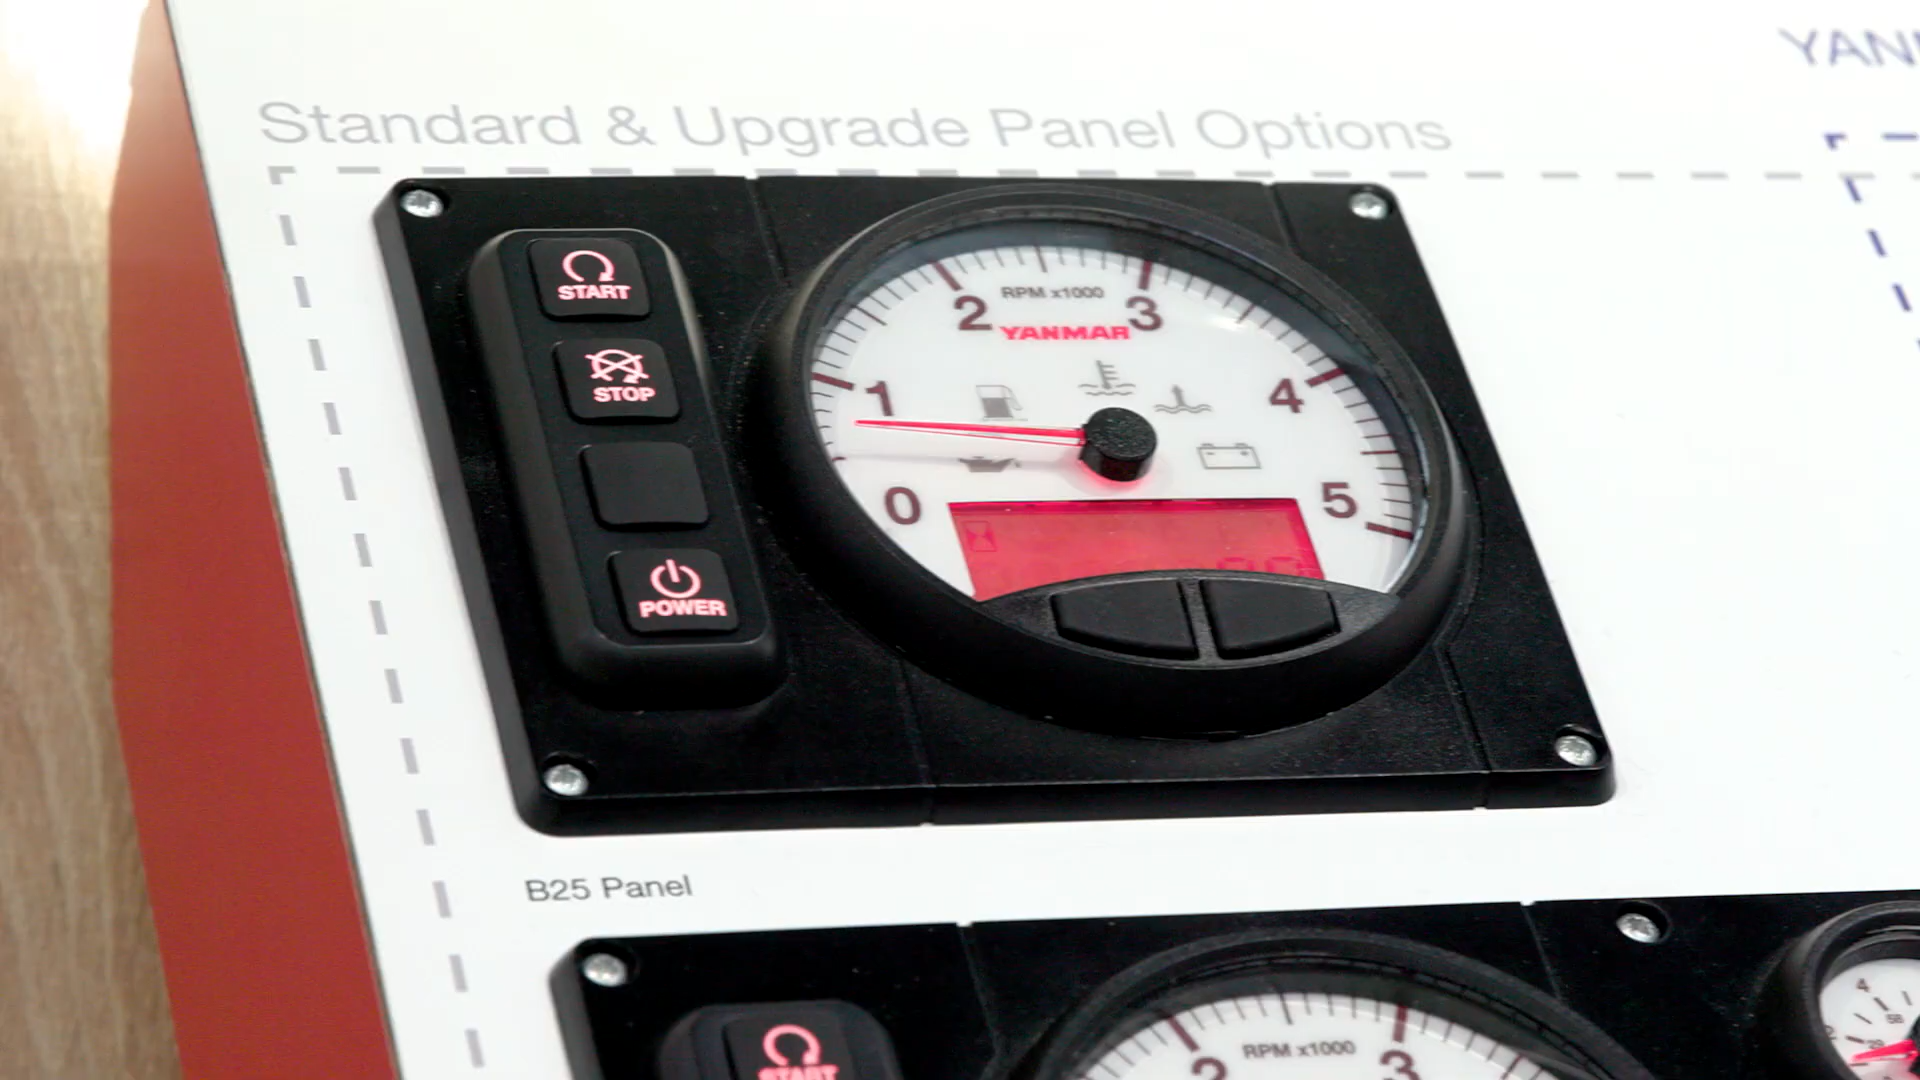 YAN
Standard & Upgrade Panel Options
START
STOP
POWER
2 RPM x1000 3
YANMAR
1 4
0 5
B25 Panel
START
2 RPM x1000 3
4